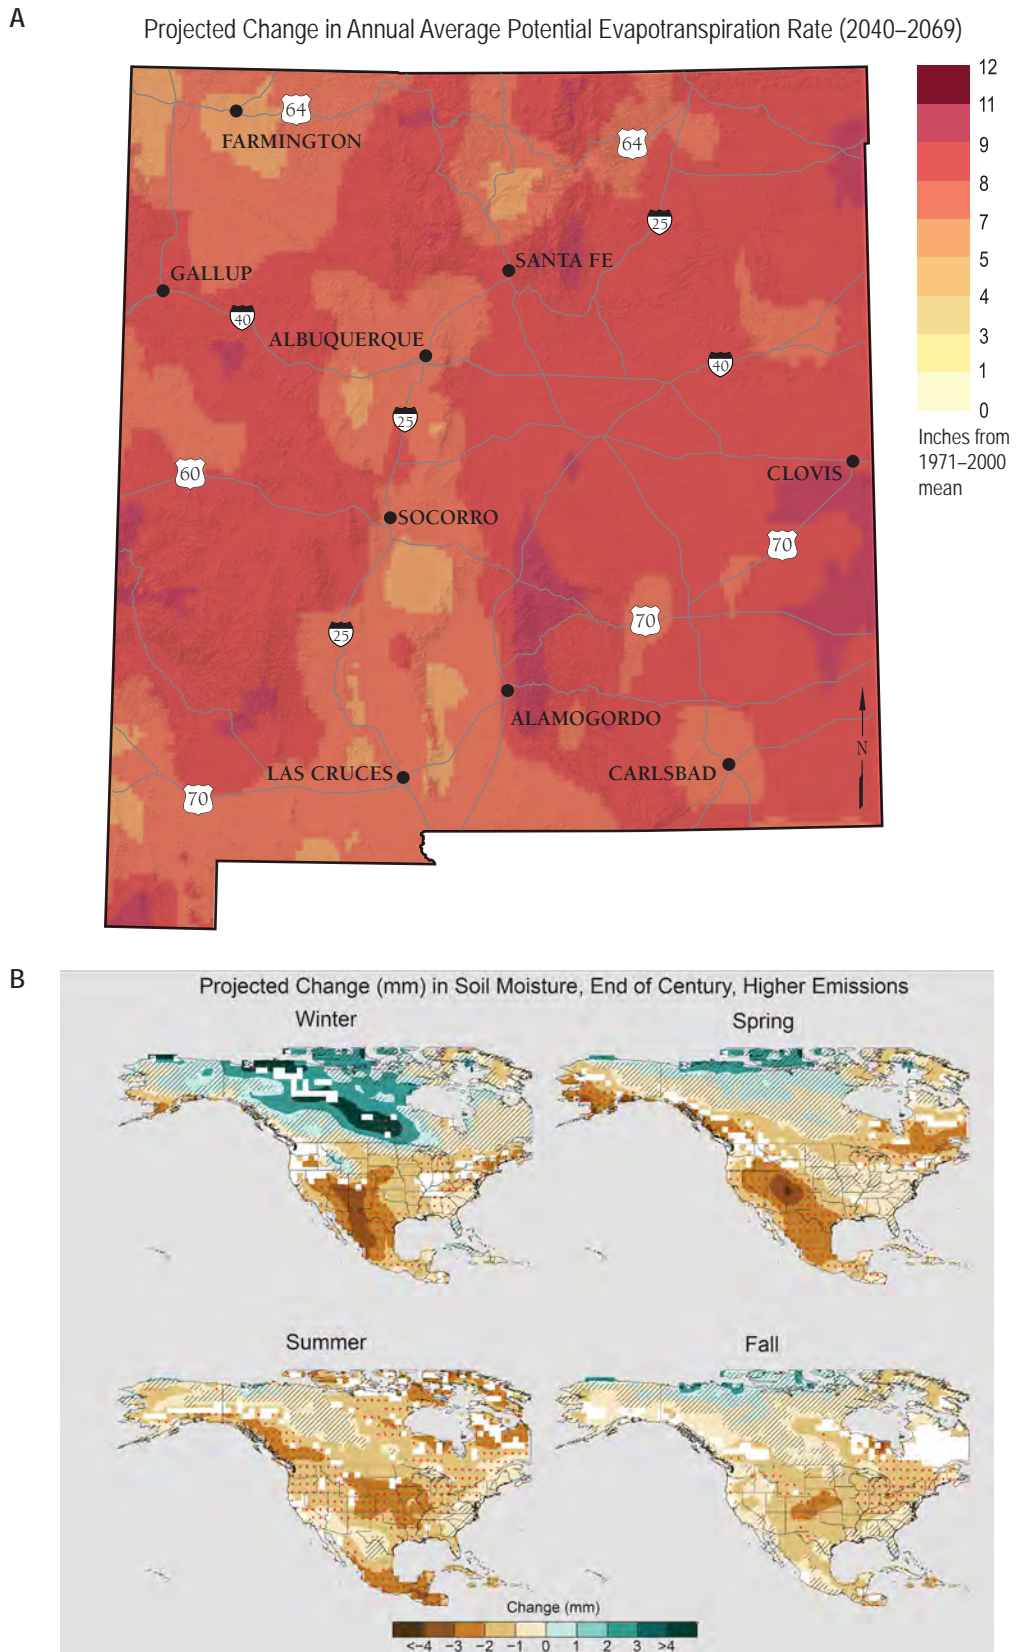 A
Projected Change in Annual Average Potential Evapotranspiration Rate (2040–2069)
12
11
9
8
7
5
4
3
1
0
Inches from
1971–2000
mean
64
FARMINGTON
64
25
SANTA FE
GALLUP
40
ALBUQUERQUE
40
25
CLOVIS
60
SOCORRO
70
70
25
ALAMOGORDO
N
LAS CRUCES
CARLSBAD
70
B
Projected Change (mm) in Soil Moisture, End of Century, Higher Emissions
Winter
Spring
Summer
Fall
Change (mm)
<−4 −3 −2 −1 0 1 2 3 >4